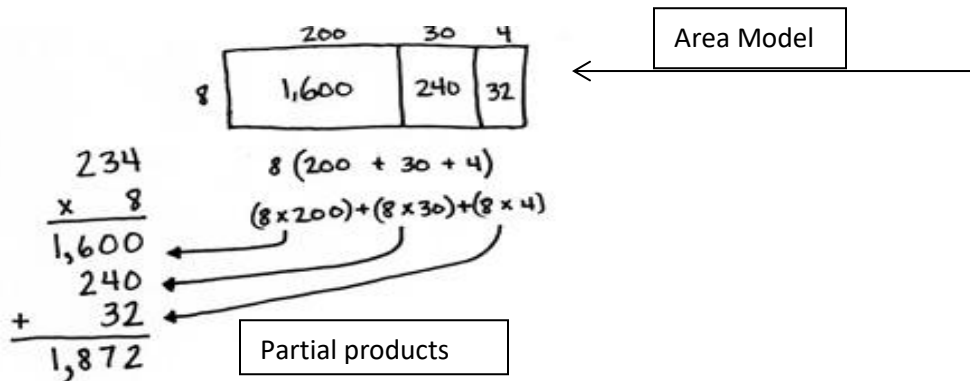 200 30 4
Area Model
8 1,600 240 32
8 (200 + 30 + 4)
(8 x 200) + (8 x 30) + (8 x 4)
234
x 8
1,600
240
+ 32
1,872
Partial products